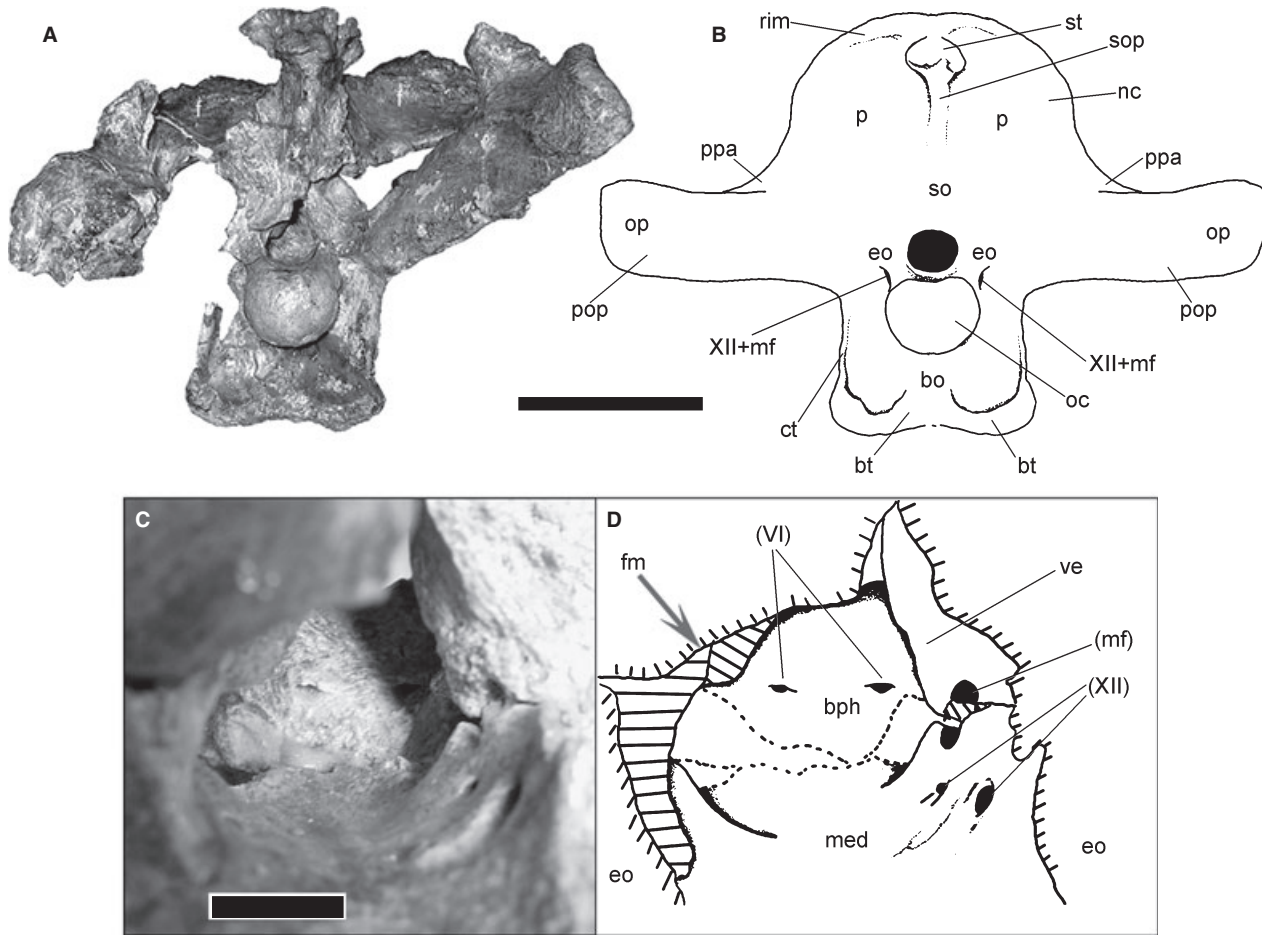 A
B
rim
st
sop
nc
p
p
ppa
ppa
so
op
op
eo
eo
pop
pop
XII+mf
XII+mf
bo
oc
ct
bt
bt
C
D
(VI)
fm
ve
(mf)
(XII)
bph
med
eo
eo